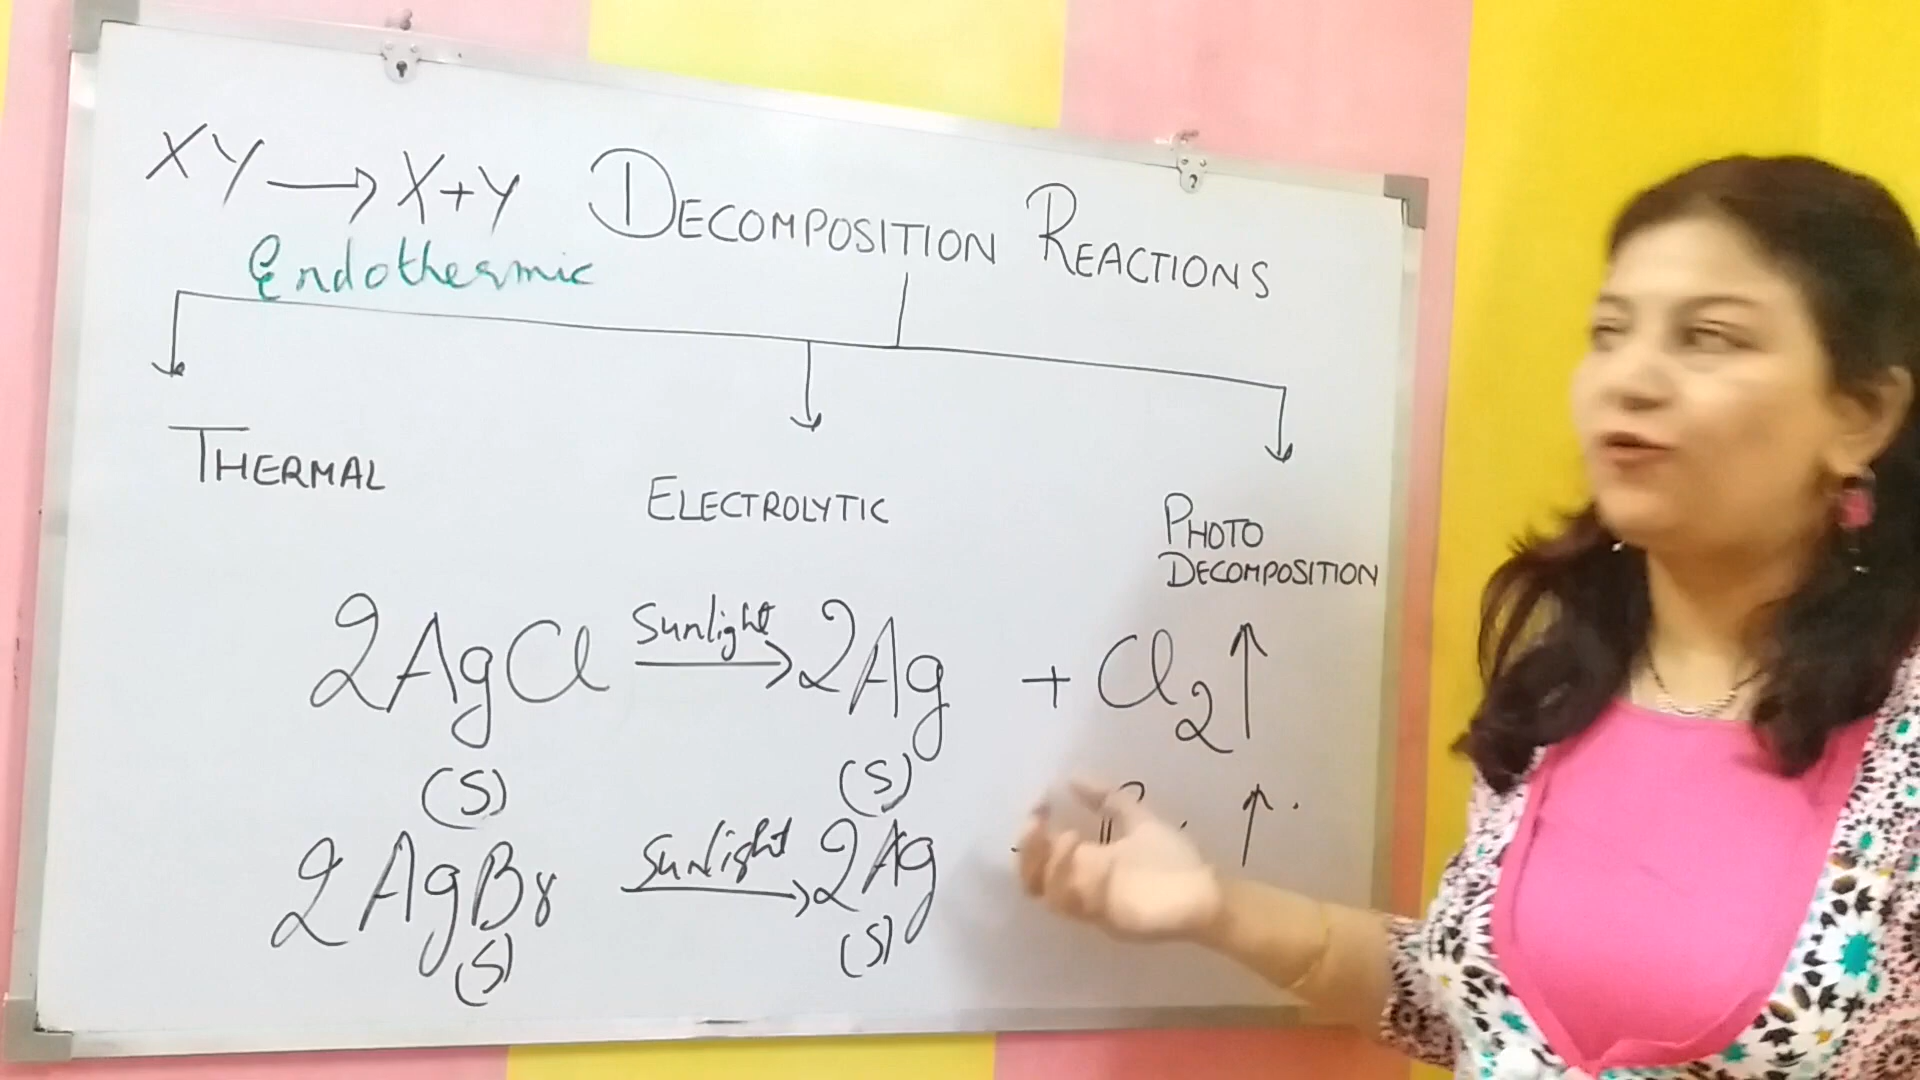 XY → X+Y DECOMPOSITION REACTIONS
Endothermic
THERMAL
ELECTROLYTIC
PHOTO
DECOMPOSITION
2AgCl Sunlight → 2Ag + Cl₂↑
(S) (S)
2AgBr Sunlight → 2Ag ↑
(S) (S)